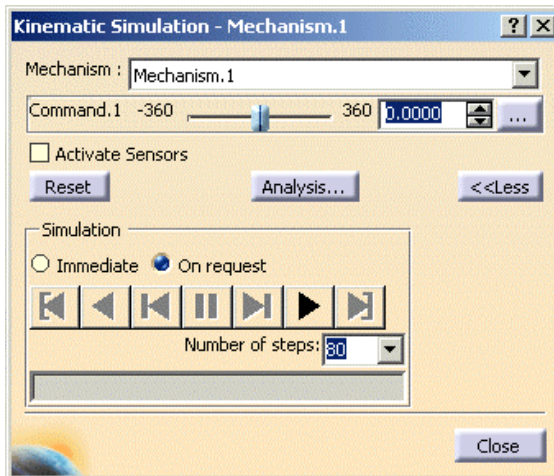 Kinematic Simulation - Mechanism.1
Mechanism : Mechanism.1
Command.1 -360 360 0.0000 ...
Activate Sensors
Reset Analysis... <<Less
Simulation
Immediate On request
Number of steps: 80
Close